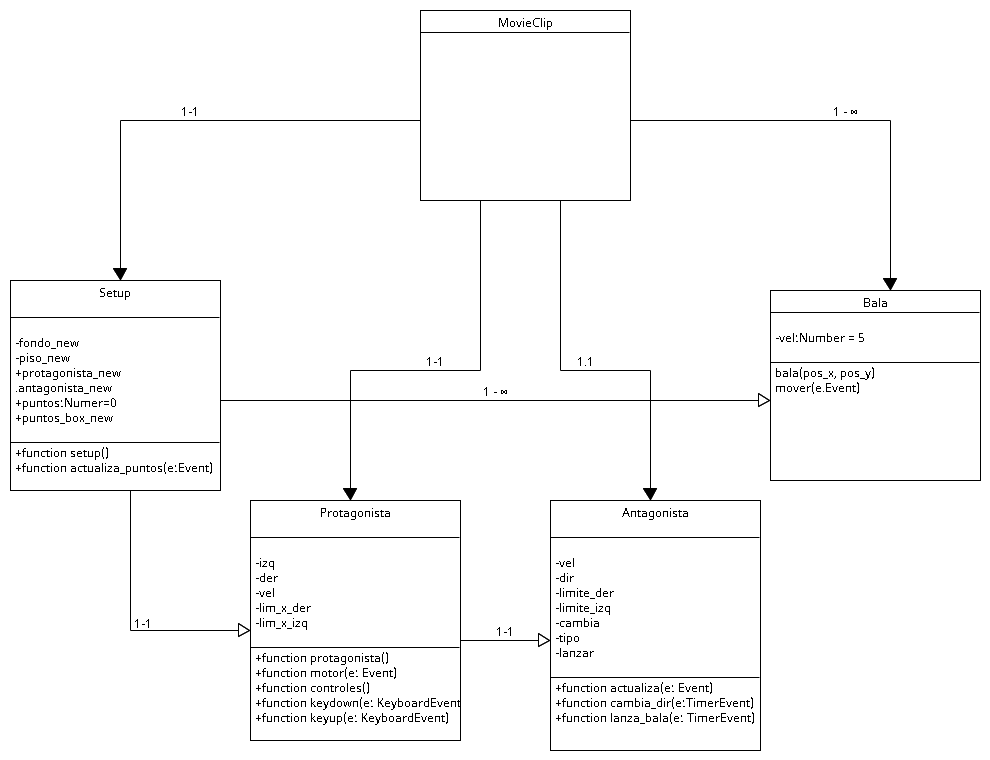 MovieClip
1-1
1 - ∞
Setup
-fondo_new
-piso_new
+protagonista_new
.antagonista_new
+puntos:Numer=0
+puntos_box_new
+function setup()
+function actualiza_puntos(e:Event)
Bala
-vel:Number = 5
bala(pos_x, pos_y)
mover(e:Event)
1-1
1.1
1 - ∞
Protagonista
-izq
-der
-vel
-lim_x_der
-lim_x_izq
+function protagonista()
+function motor(e: Event)
+function controles()
+function keydown(e: KeyboardEvent
+function keyup(e: KeyboardEvent)
Antagonista
-vel
-dir
-limite_der
-limite_izq
-cambia
-tipo
-lanzar
+function actualiza(e: Event)
+function cambia_dir(e:TimerEvent)
+function lanza_bala(e: TimerEvent)
1-1
1-1